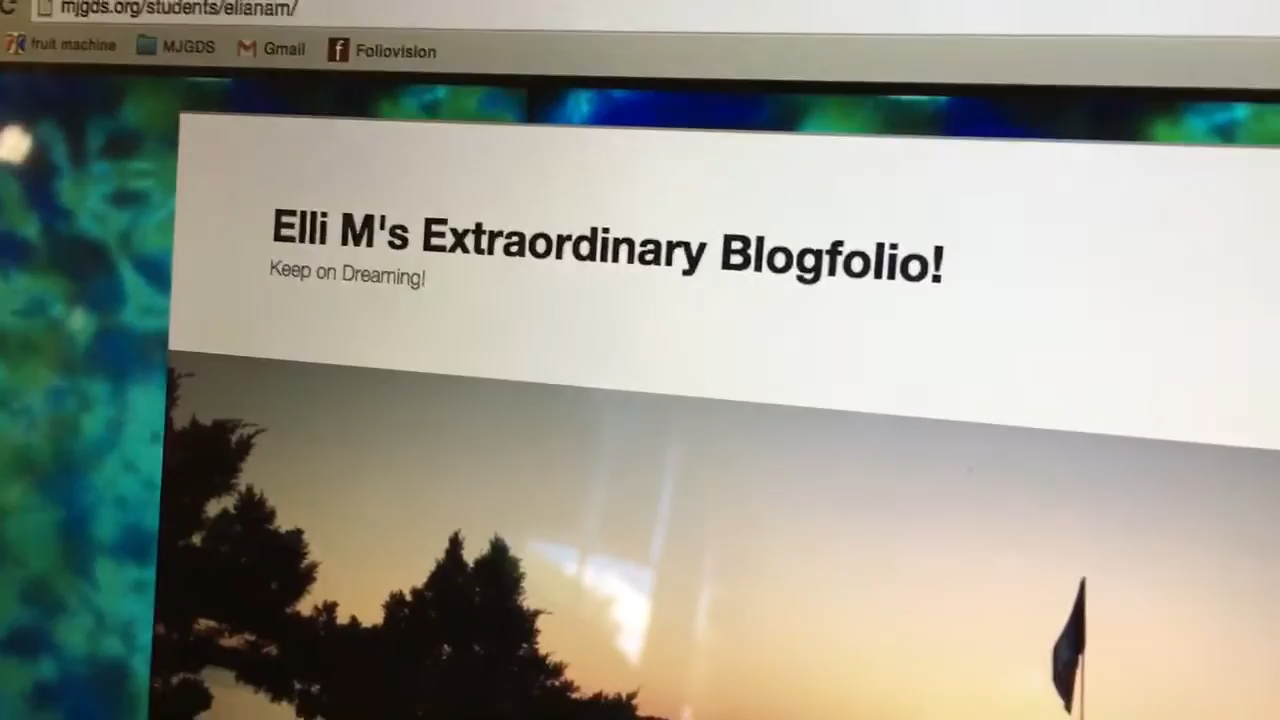 mjgds.org/students/elianam/
fruit machine MJGDS Gmail Foliovision
Elli M's Extraordinary Blogfolio!
Keep on Dreaming!